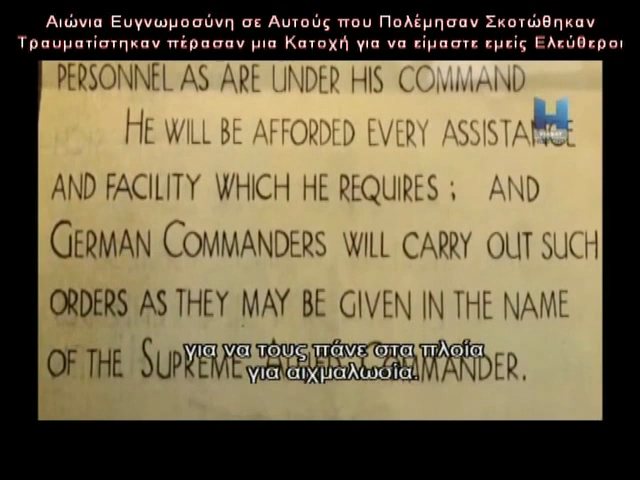 Αιώνια Ευγνωμοσύνη σε Αυτούς που Πολέμησαν Σκοτώθηκαν
Τραυματίστηκαν πέρασαν μια Κατοχή για να είμαστε εμείς Ελεύθεροι
PERSONNEL AS ARE UNDER HIS COMMAND
HE WILL BE AFFORDED EVERY ASSISTANCE
AND FACILITY WHICH HE REQUIRES; AND
GERMAN COMMANDERS WILL CARRY OUT SUCH
ORDERS AS THEY MAY BE GIVEN IN THE NAME
OF THE SUPREME ALLIED COMMANDER.
για να τους πάνε στα πλοία
για αιχμαλωσία.